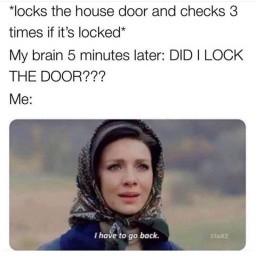 *locks the house door and checks 3
times if it's locked*
My brain 5 minutes later: DID I LOCK
THE DOOR???
Me:
I have to go back.
STARZ